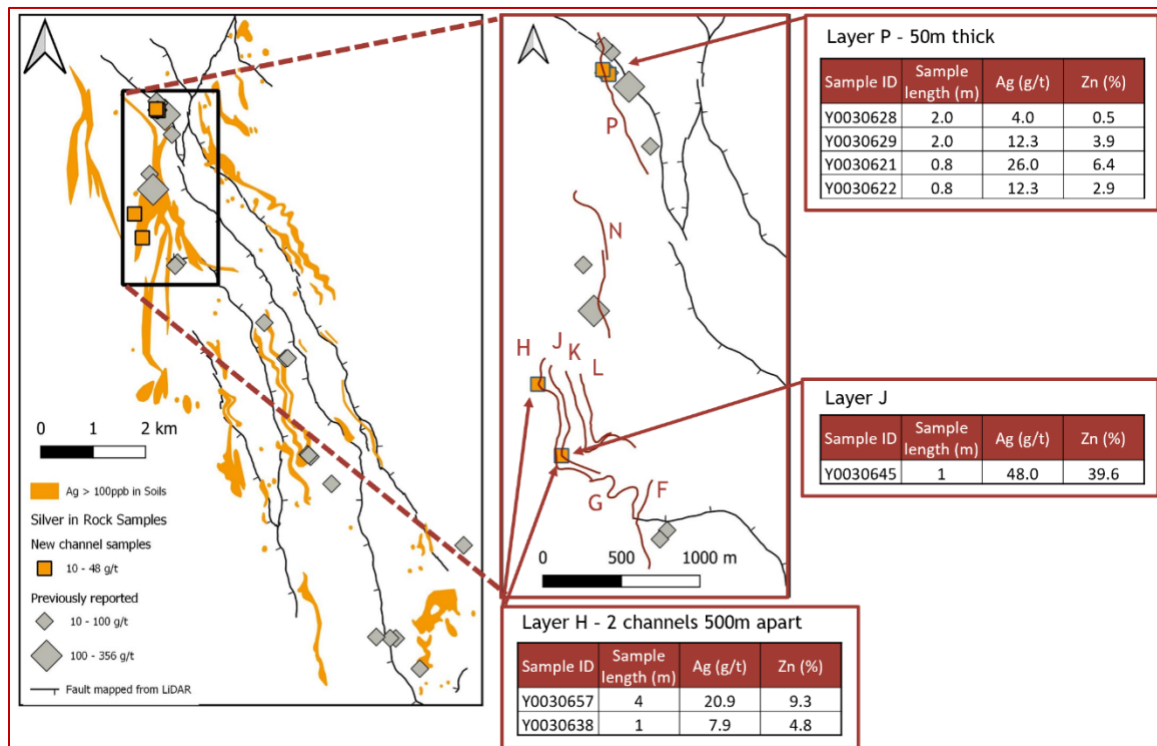 0 1 2 km
Ag > 100ppb in Soils
Silver in Rock Samples
New channel samples
10 - 48 g/t
Previously reported
10 - 100 g/t
100 - 356 g/t
Fault mapped from LiDAR
P
N
H J K L
G F
0 500 1000 m
Layer P - 50m thick
Sample ID Sample length (m) Ag (g/t) Zn (%)
Y0030628 2.0 4.0 0.5
Y0030629 2.0 12.3 3.9
Y0030621 0.8 26.0 6.4
Y0030622 0.8 12.3 2.9
Layer J
Sample ID Sample length (m) Ag (g/t) Zn (%)
Y0030645 1 48.0 39.6
Layer H - 2 channels 500m apart
Sample ID Sample length (m) Ag (g/t) Zn (%)
Y0030657 4 20.9 9.3
Y0030638 1 7.9 4.8